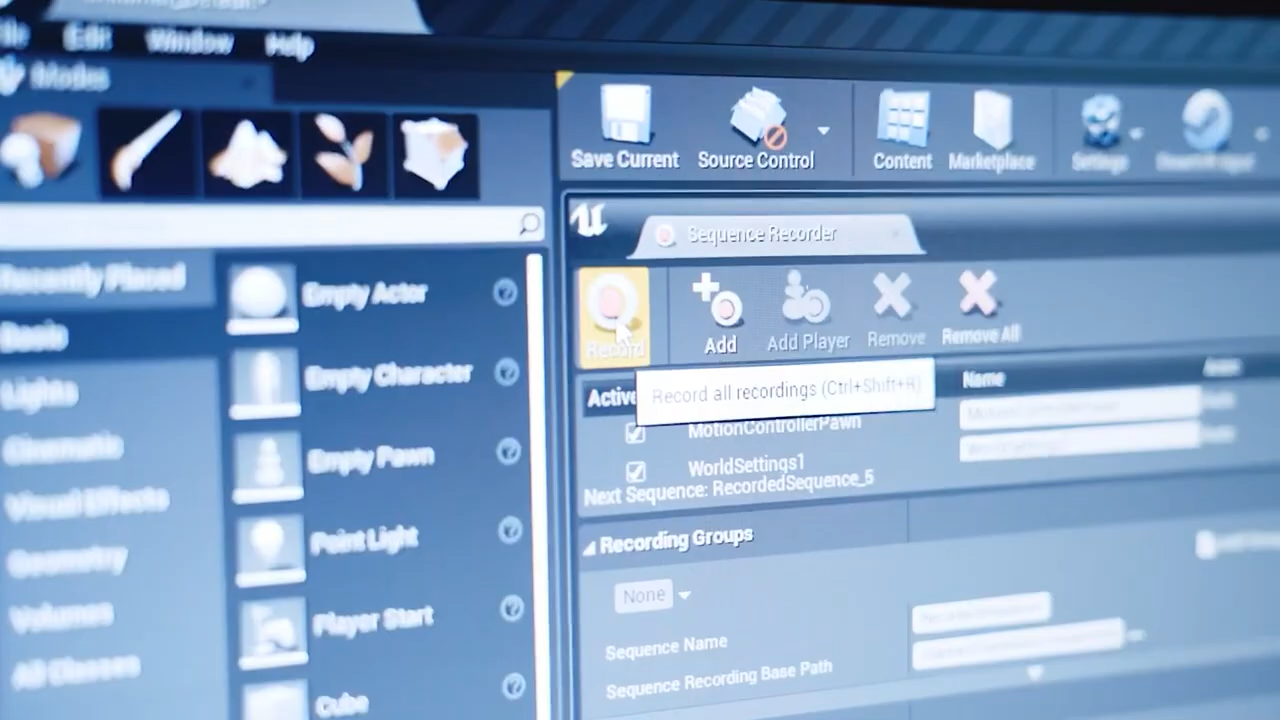 File Edit Window Help
Modes
Save Current
Source Control
Content
Marketplace
Settings
Sequence Recorder
Record
Add
Add Player
Remove
Remove All
Record all recordings (Ctrl+Shift+R)
Active
Name
MotionControllerPawn
WorldSettings1
Next Sequence: RecordedSequence_5
Recording Groups
None
Sequence Name
Sequence Recording Base Path
Recently Placed
Basic
Lights
Cinematic
Visual Effects
Geometry
Volumes
All Classes
Empty Actor
Empty Character
Empty Pawn
Point Light
Player Start
Cube